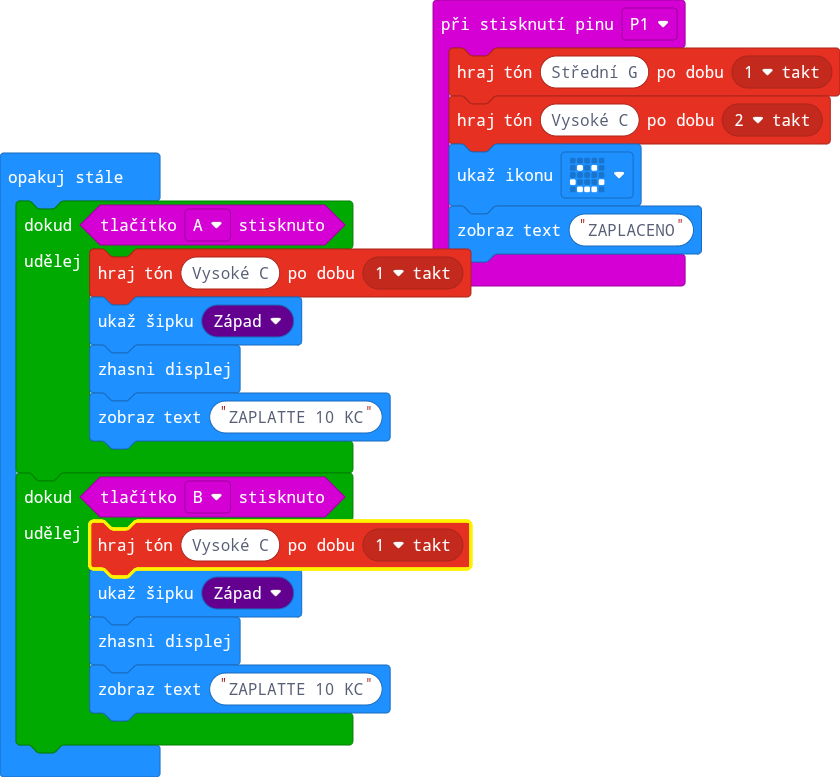 při stisknutí pinu P1
hraj tón Střední G po dobu 1 takt
hraj tón Vysoké C po dobu 2 takt
ukaž ikonu
zobraz text "ZAPLACENO"
opakuj stále
dokud tlačítko A stisknuto
udělej
hraj tón Vysoké C po dobu 1 takt
ukaž šipku Západ
zhasni displej
zobraz text "ZAPLATTE 10 KC"
dokud tlačítko B stisknuto
udělej
hraj tón Vysoké C po dobu 1 takt
ukaž šipku Západ
zhasni displej
zobraz text "ZAPLATTE 10 KC"